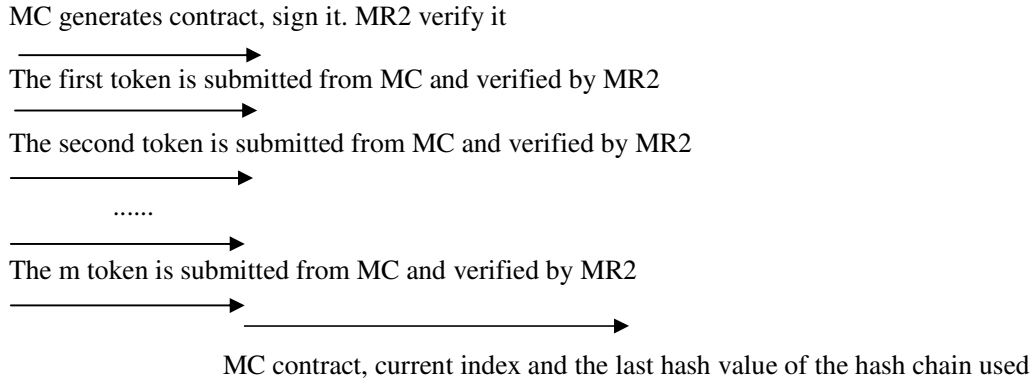 MC generates contract, sign it. MR2 verify it
The first token is submitted from MC and verified by MR2
The second token is submitted from MC and verified by MR2
......
The m token is submitted from MC and verified by MR2
MC contract, current index and the last hash value of the hash chain used